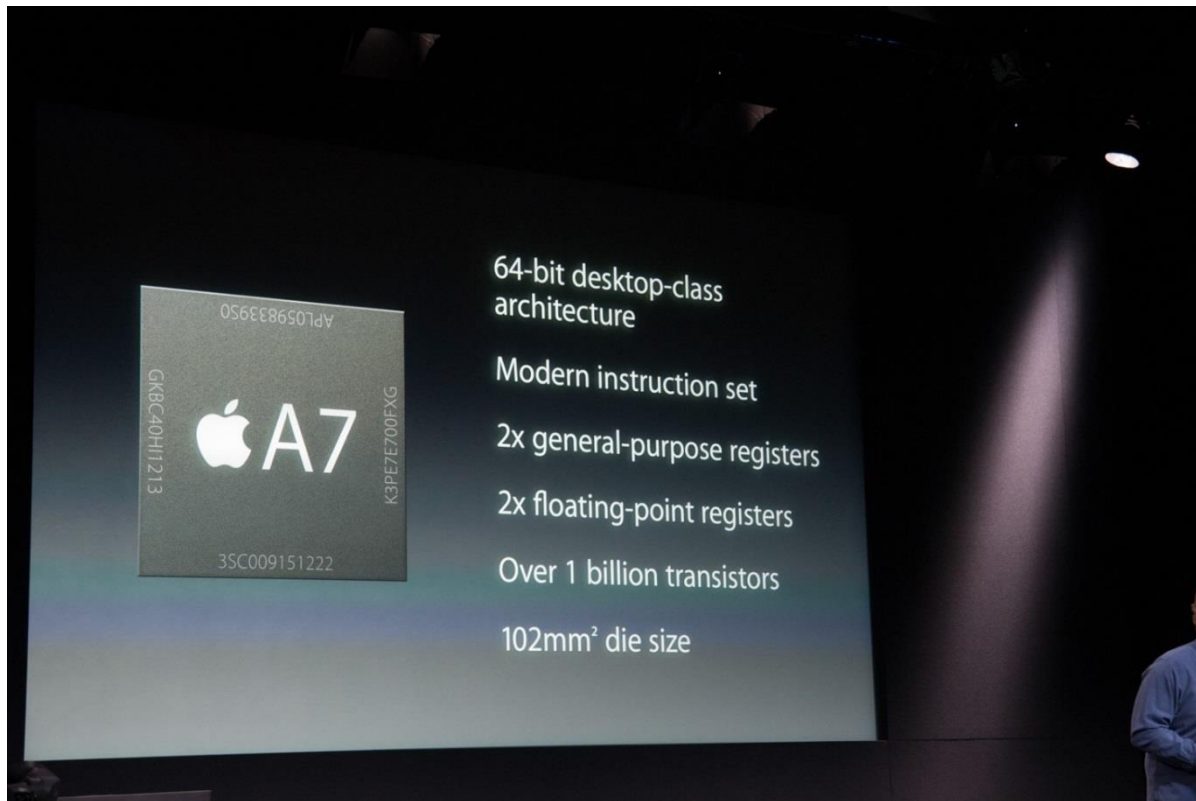 APL0598339S0
GKBC40HI1213
A7
K3PE7E700FXG
3SC009151222
64-bit desktop-class
architecture
Modern instruction set
2x general-purpose registers
2x floating-point registers
Over 1 billion transistors
102mm² die size